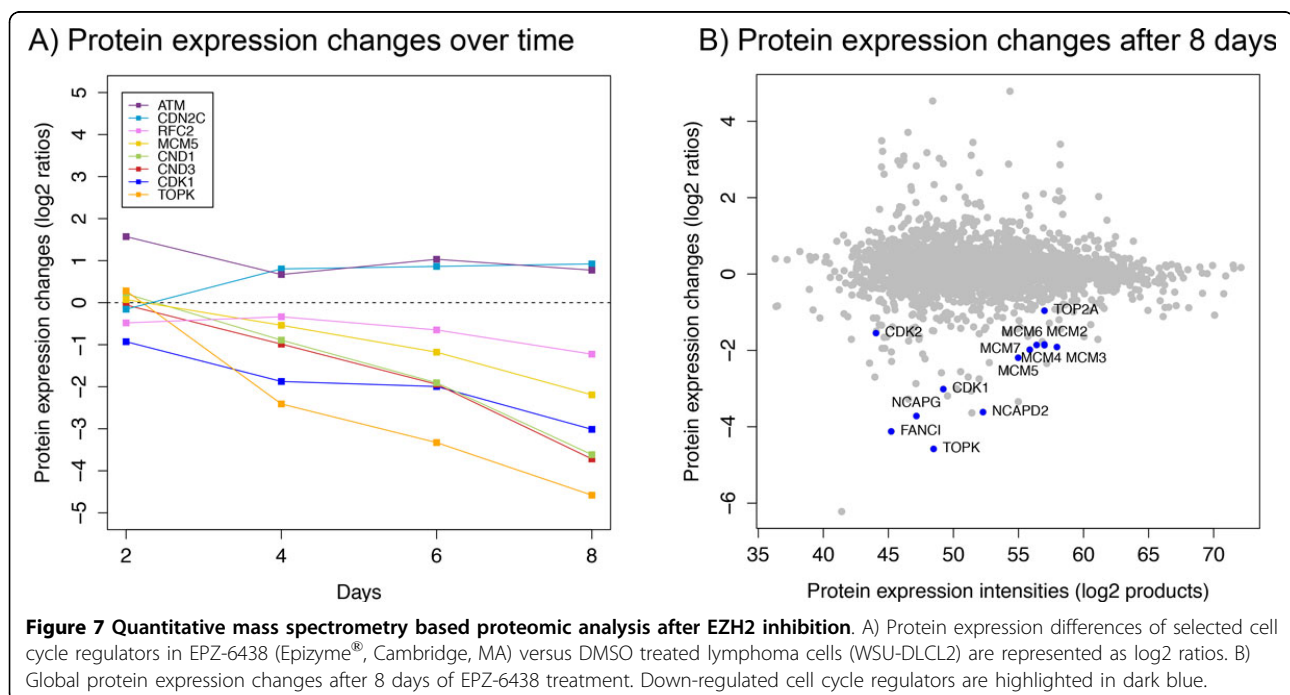 A) Protein expression changes over time
Protein expression changes (log2 ratios)
5
4
3
2
1
0
−1
−2
−3
−4
−5
ATM
CDN2C
RFC2
MCM5
CND1
CND3
CDK1
TOPK
2 4 6 8
Days
B) Protein expression changes after 8 days
Protein expression changes (log2 ratios)
4
2
0
−2
−4
−6
TOP2A
CDK2
MCM6 MCM2
MCM7
MCM4 MCM3
MCM5
CDK1
NCAPG
NCAPD2
FANCI
TOPK
35 40 45 50 55 60 65 70
Protein expression intensities (log2 products)
Figure 7 Quantitative mass spectrometry based proteomic analysis after EZH2 inhibition. A) Protein expression differences of selected cell
cycle regulators in EPZ-6438 (Epizyme®, Cambridge, MA) versus DMSO treated lymphoma cells (WSU-DLCL2) are represented as log2 ratios. B)
Global protein expression changes after 8 days of EPZ-6438 treatment. Down-regulated cell cycle regulators are highlighted in dark blue.